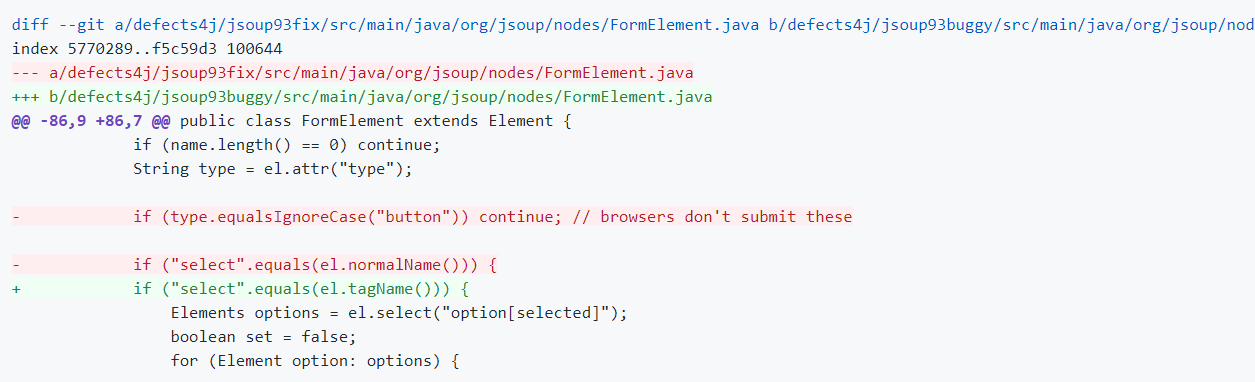 diff --git a/defects4j/jsoup93fix/src/main/java/org/jsoup/nodes/FormElement.java b/defects4j/jsoup93buggy/src/main/java/org/jsoup/nod
index 5770289..f5c59d3 100644
--- a/defects4j/jsoup93fix/src/main/java/org/jsoup/nodes/FormElement.java
+++ b/defects4j/jsoup93buggy/src/main/java/org/jsoup/nodes/FormElement.java
@@ -86,9 +86,7 @@ public class FormElement extends Element {
             if (name.length() == 0) continue;
             String type = el.attr("type");
-            if (type.equalsIgnoreCase("button")) continue; // browsers don't submit these
-            if ("select".equals(el.normalName())) {
+            if ("select".equals(el.tagName())) {
                 Elements options = el.select("option[selected]");
                 boolean set = false;
                 for (Element option: options) {